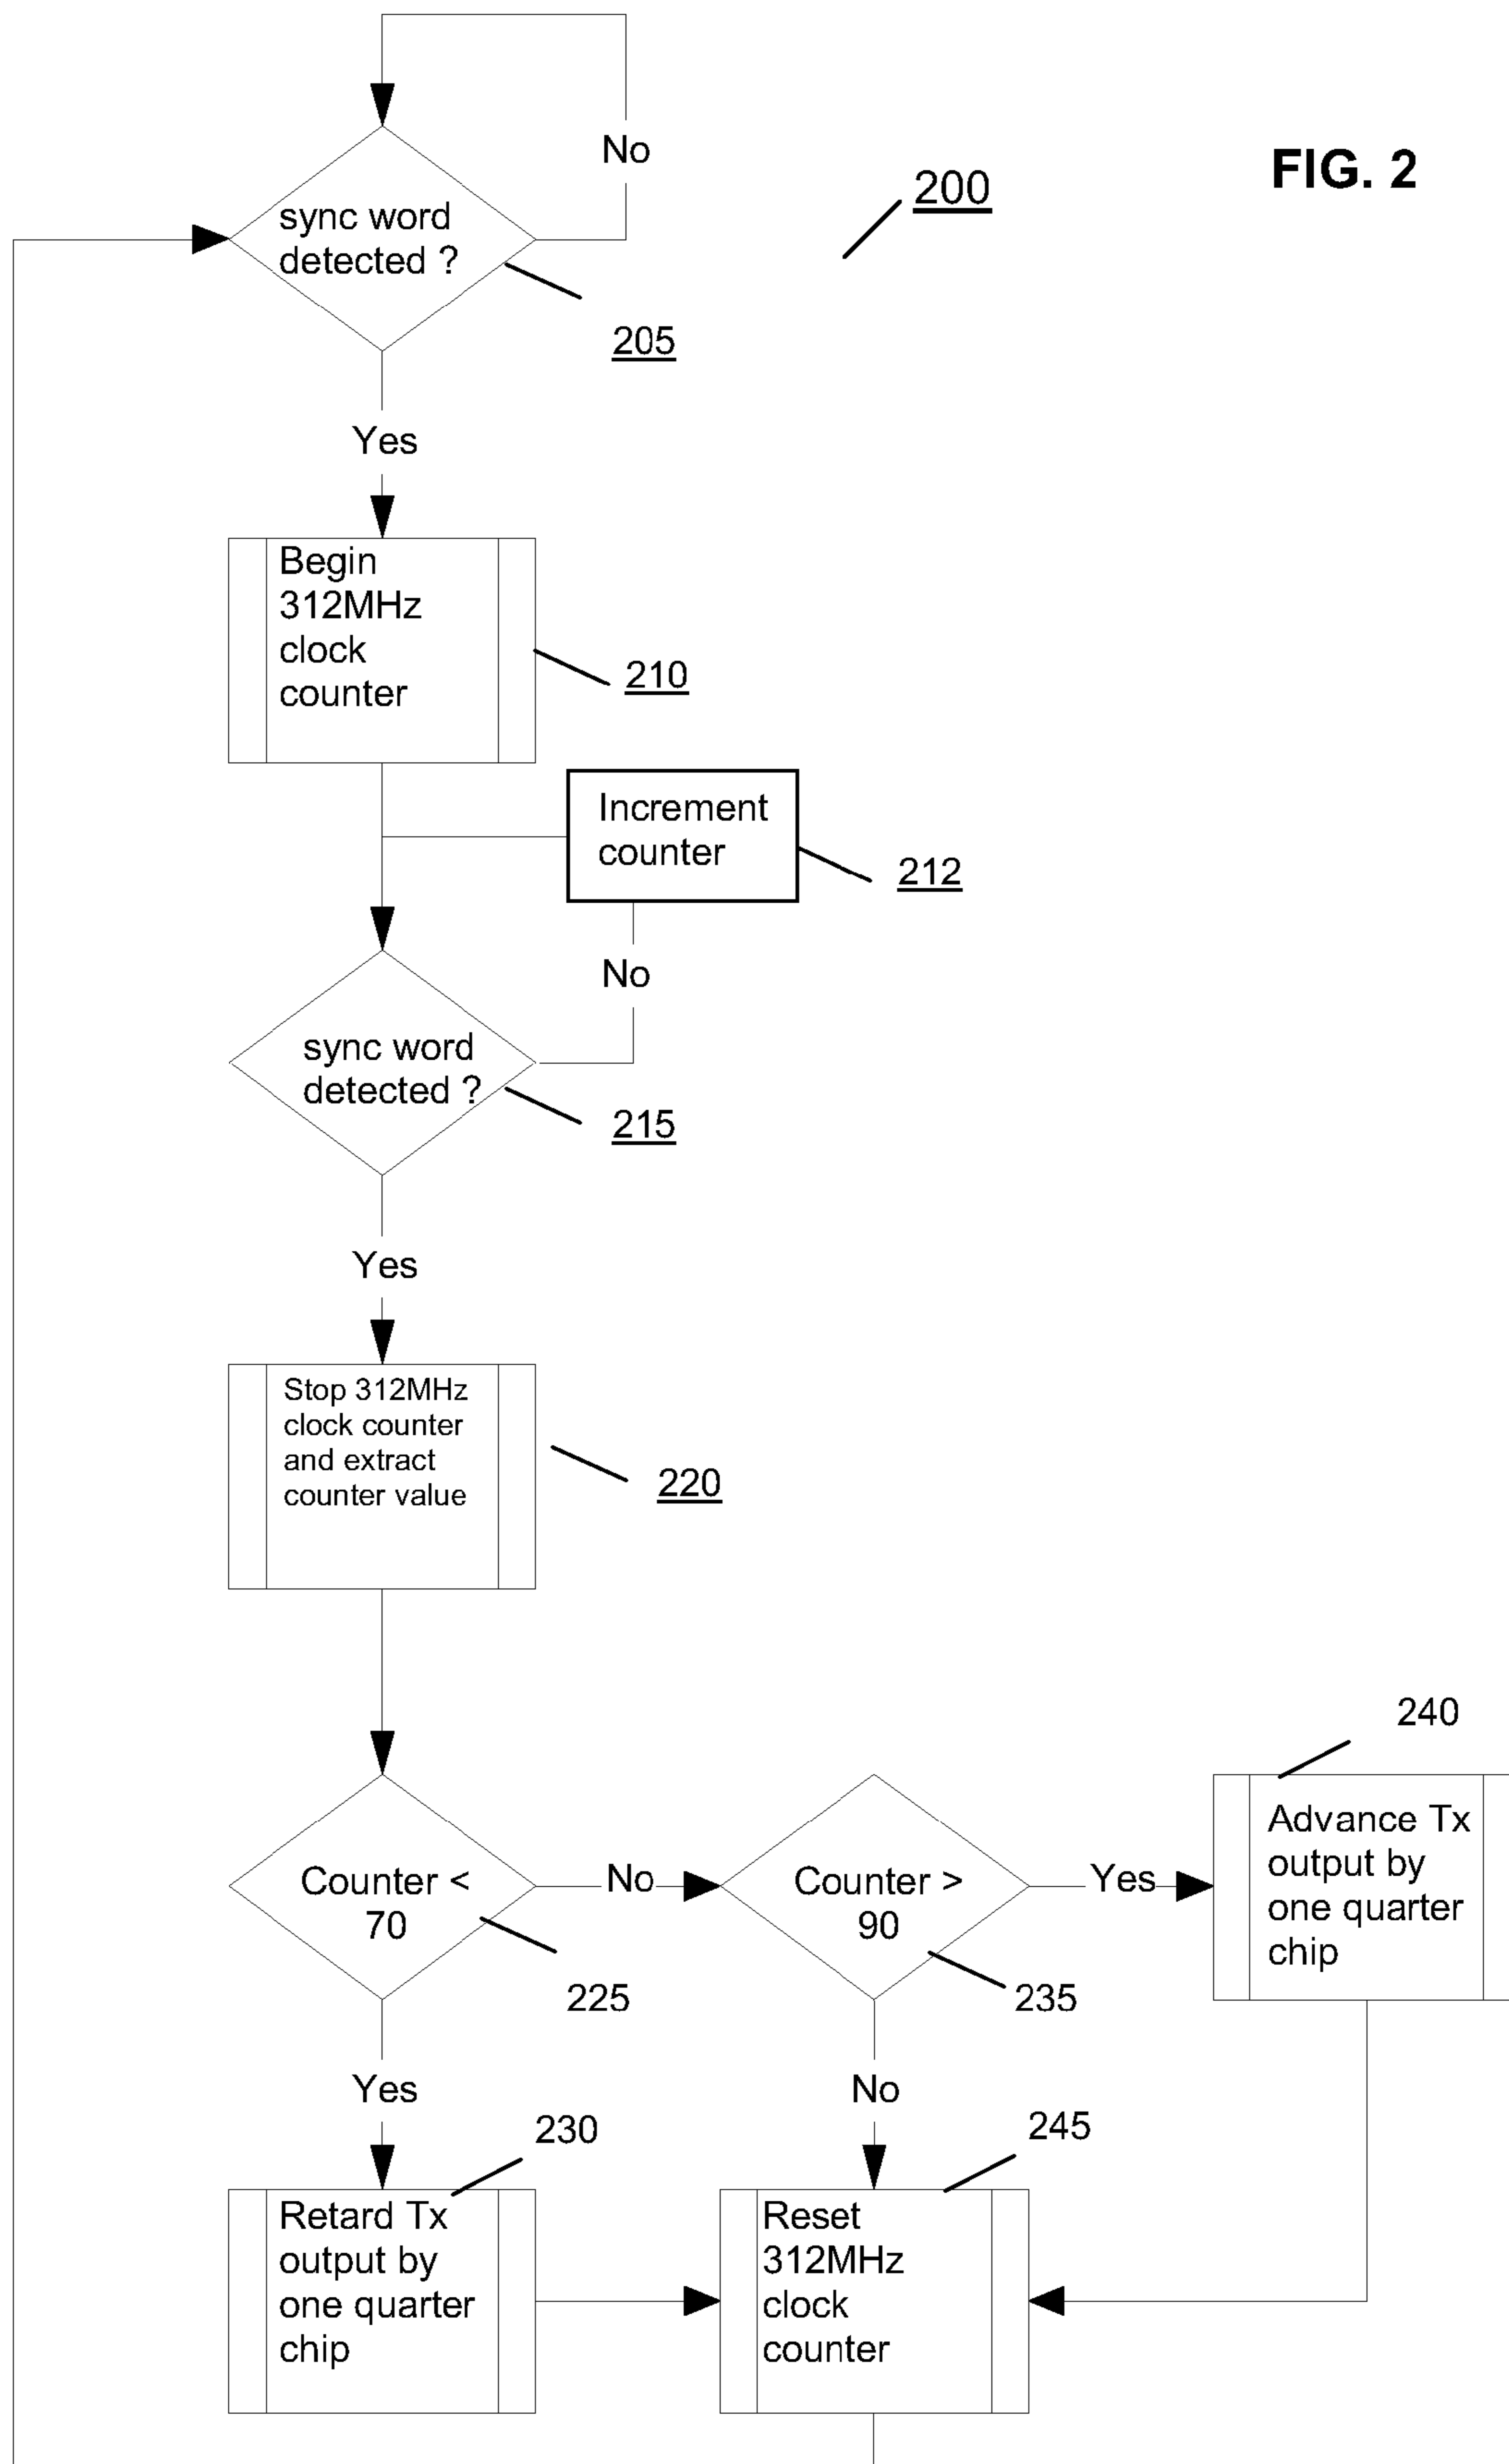 No
FIG. 2
200
sync word
detected ?
205
Yes
Begin
312MHz
clock
counter
210
Increment
counter
212
No
sync word
detected ?
215
Yes
Stop 312MHz
clock counter
and extract
counter value
220
240
Counter <
70
225
No
Counter >
90
235
Yes
Advance Tx
output by
one quarter
chip
Yes
No
230
245
Retard Tx
output by
one quarter
chip
Reset
312MHz
clock
counter